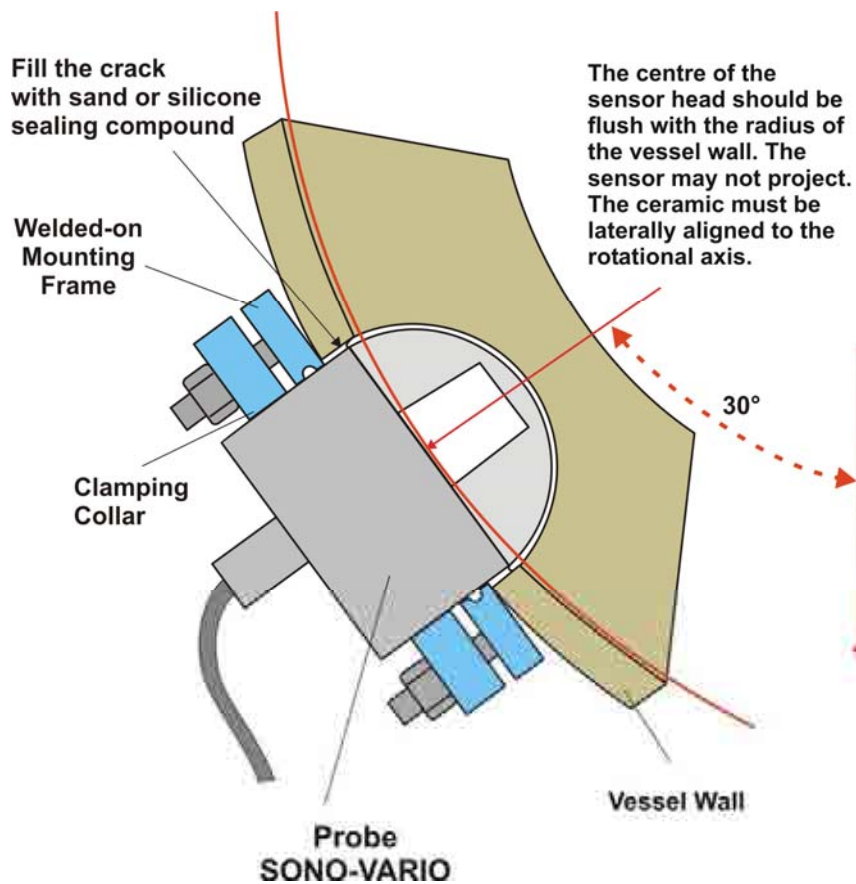 Fill the crack
with sand or silicone
sealing compound
The centre of the
sensor head should be
flush with the radius of
the vessel wall. The
sensor may not project.
The ceramic must be
laterally aligned to the
rotational axis.
Welded-on
Mounting
Frame
30°
Clamping
Collar
Vessel Wall
Probe
SONO-VARIO